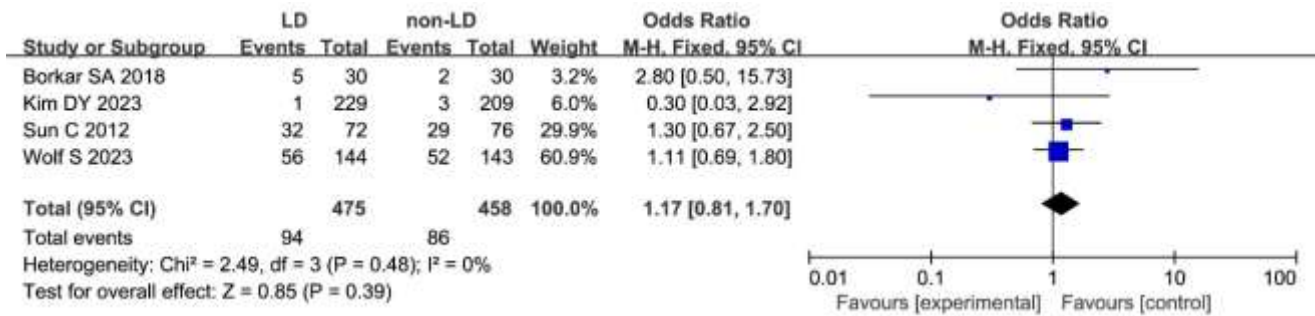 LD non-LD Odds Ratio Odds Ratio
Study or Subgroup Events Total Events Total Weight M-H, Fixed, 95% CI M-H, Fixed, 95% CI
Borkar SA 2018 5 30 2 30 3.2% 2.80 [0.50, 15.73]
Kim DY 2023 1 229 3 209 6.0% 0.30 [0.03, 2.92]
Sun C 2012 32 72 29 76 29.9% 1.30 [0.67, 2.50]
Wolf S 2023 56 144 52 143 60.9% 1.11 [0.69, 1.80]
Total (95% CI) 475 458 100.0% 1.17 [0.81, 1.70]
Total events 94 86
Heterogeneity: Chi² = 2.49, df = 3 (P = 0.48); I² = 0%
Test for overall effect: Z = 0.85 (P = 0.39)
0.01 0.1 1 10 100
Favours [experimental] Favours [control]